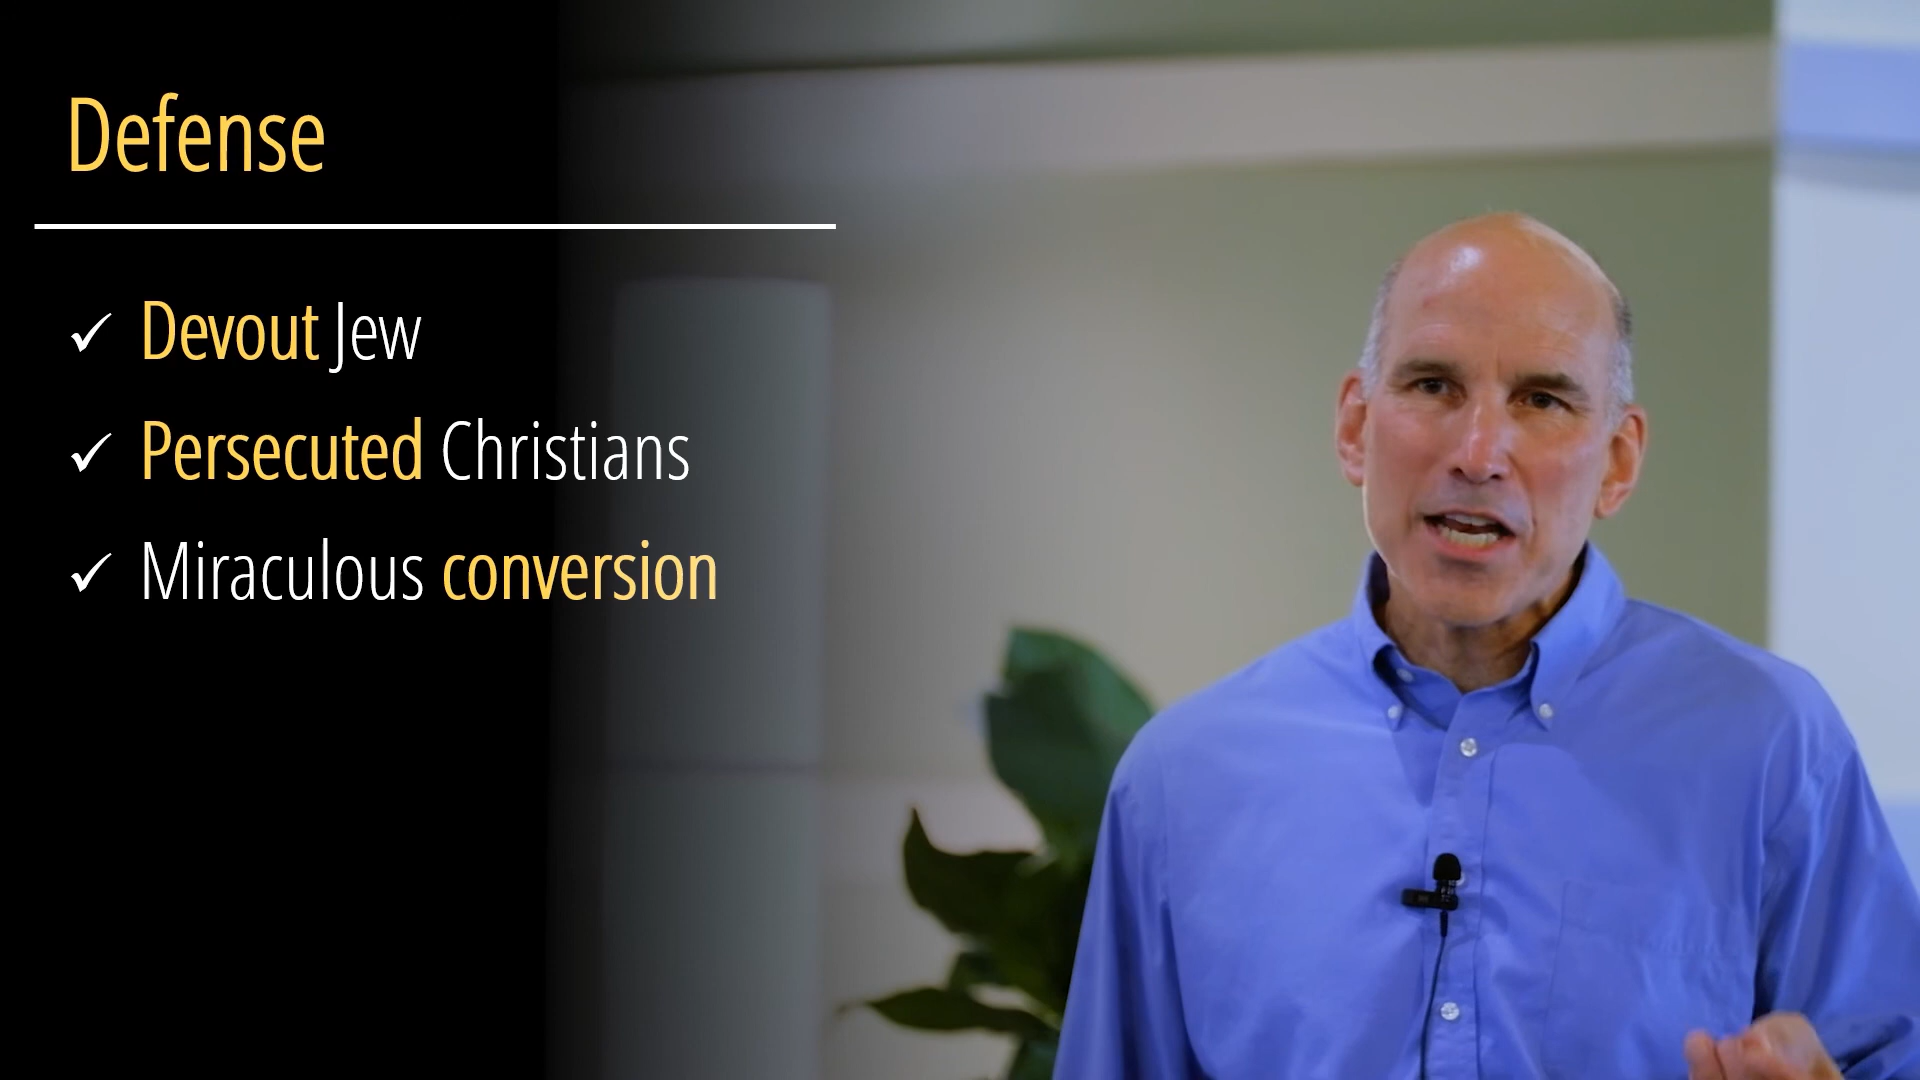 Defense
✓ Devout Jew
✓ Persecuted Christians
✓ Miraculous conversion